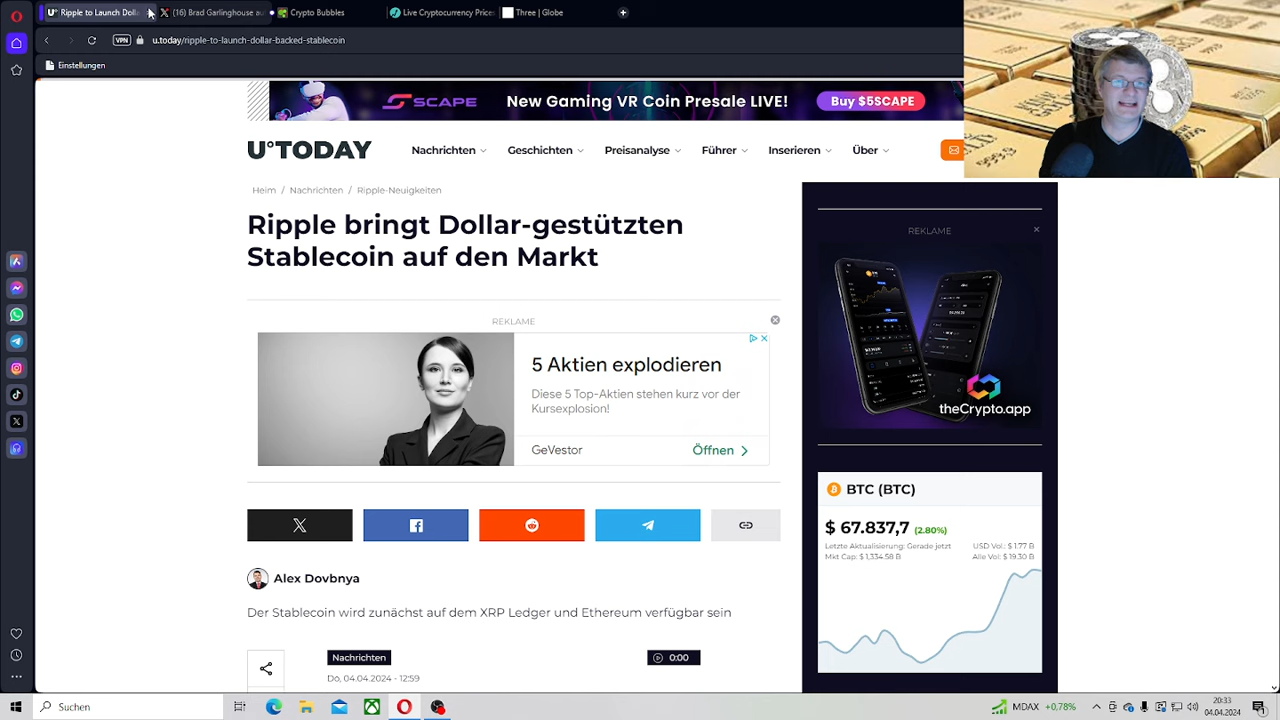 Ripple to Launch Dolla
(16) Brad Garlinghouse au
Crypto Bubbles
Live Cryptocurrency Price
Three | Globe
VPN
u.today/ripple-to-launch-dollar-backed-stablecoin
Einstellungen
SCAPE
New Gaming VR Coin Presale LIVE!
Buy $5SCAPE
U°TODAY
Nachrichten
Geschichten
Preisanalyse
Führer
Inserieren
Über
Heim / Nachrichten / Ripple-Neuigkeiten
Ripple bringt Dollar-gestützten
Stablecoin auf den Markt
REKLAME
5 Aktien explodieren
Diese 5 Top-Aktien stehen kurz vor der
Kursexplosion!
GeVestor
Öffnen
Alex Dovbnya
Der Stablecoin wird zunächst auf dem XRP Ledger und Ethereum verfügbar sein
Nachrichten
0:00
Do, 04.04.2024 - 12:59
REKLAME
theCrypto.app
BTC (BTC)
$ 67.837,7 (2.80%)
Letzte Aktualisierung: Gerade jetzt
USD Vol.: $ 1.77 B
Mkt Cap: $ 1,334.58 B
Alle Vol.: $ 19.30 B
Suchen
MDAX +0,78%
20:33
04.04.2024